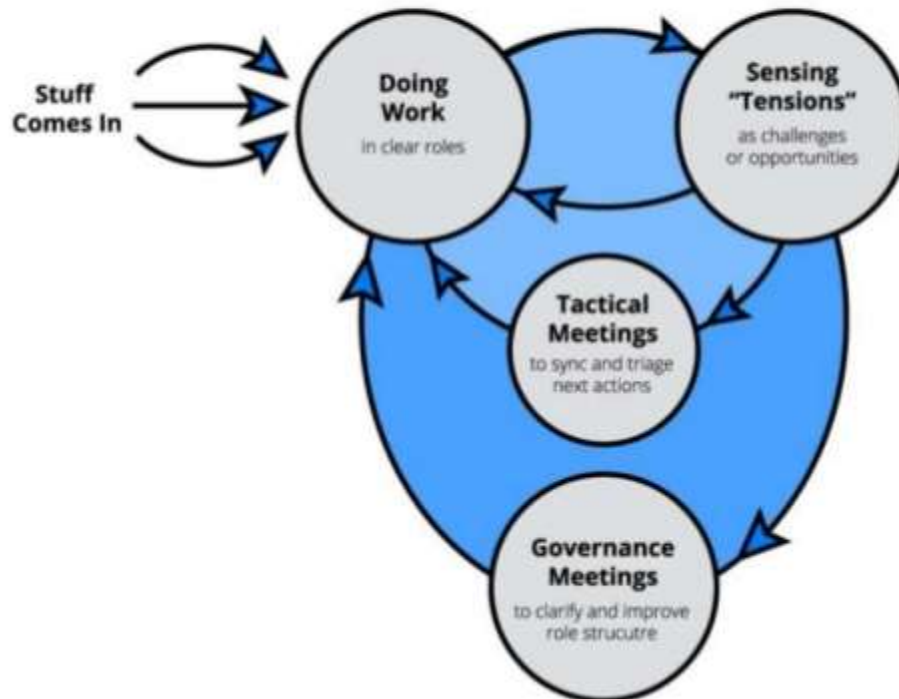 Stuff
Comes In
Doing
Work
in clear roles
Sensing
“Tensions”
as challenges
or opportunities
Tactical
Meetings
to sync and triage
next actions
Governance
Meetings
to clarify and improve
role strucutre